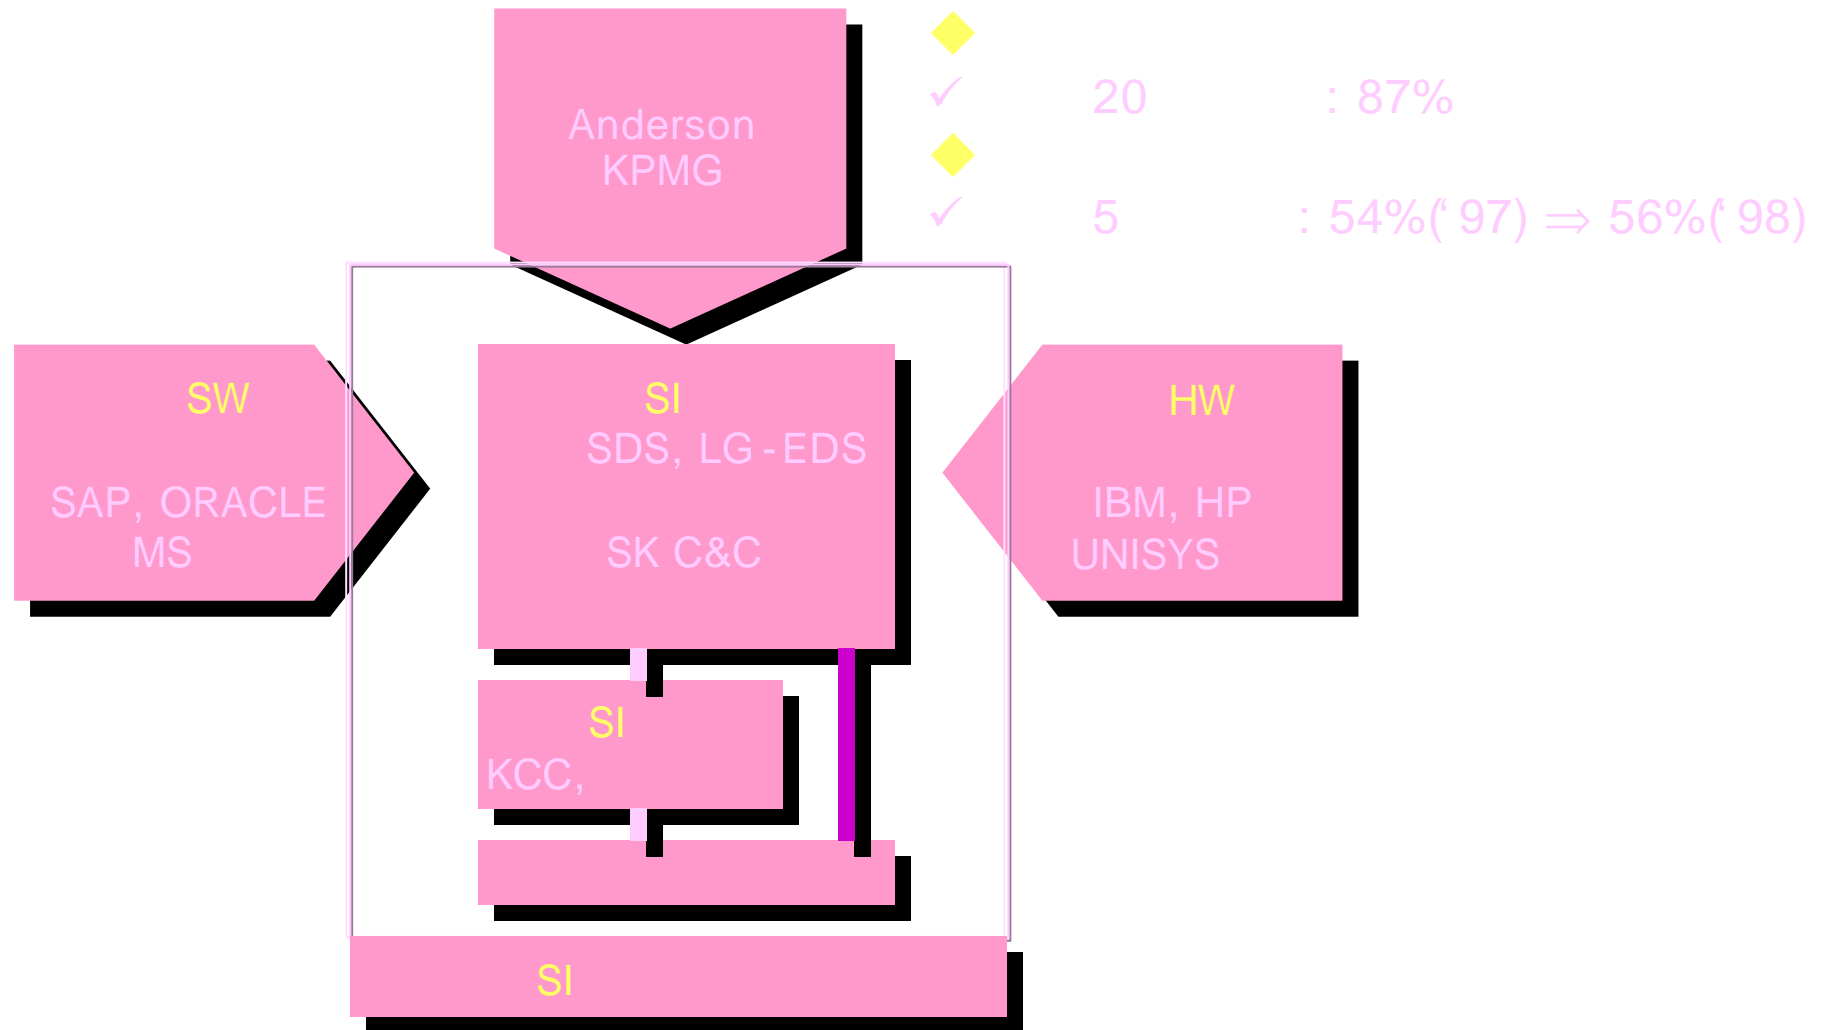 Anderson
KPMG
20 : 87%
5 : 54%(‘97) ⇒ 56%(‘98)
SW
SAP, ORACLE
MS
SI
SDS, LG-EDS
SK C&C
HW
IBM, HP
UNISYS
SI
KCC,
SI